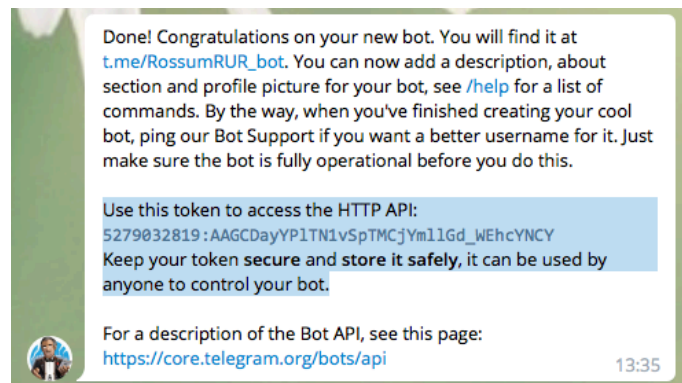 Done! Congratulations on your new bot. You will find it at
t.me/RossumRUR_bot. You can now add a description, about
section and profile picture for your bot, see /help for a list of
commands. By the way, when you've finished creating your cool
bot, ping our Bot Support if you want a better username for it. Just
make sure the bot is fully operational before you do this.
Use this token to access the HTTP API:
5279032819:AAGCDayYPlTN1vSpTMCjYmllGd_WEhcYNCY
Keep your token secure and store it safely, it can be used by
anyone to control your bot.
For a description of the Bot API, see this page:
https://core.telegram.org/bots/api
13:35